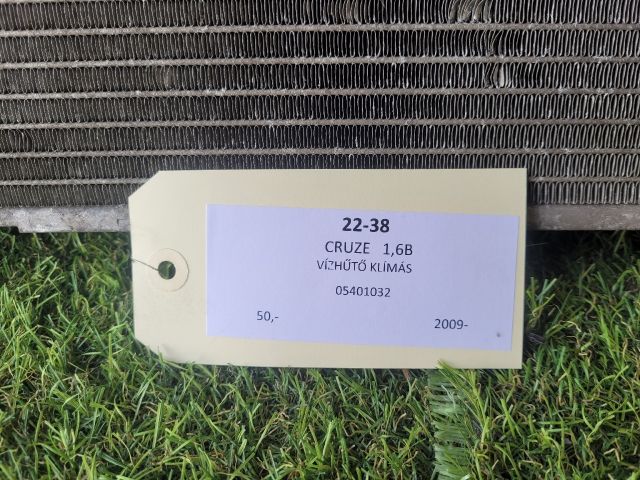 22-38
CRUZE 1,6B
VÍZHŰTŐ KLÍMÁS
05401032
50,- 2009-